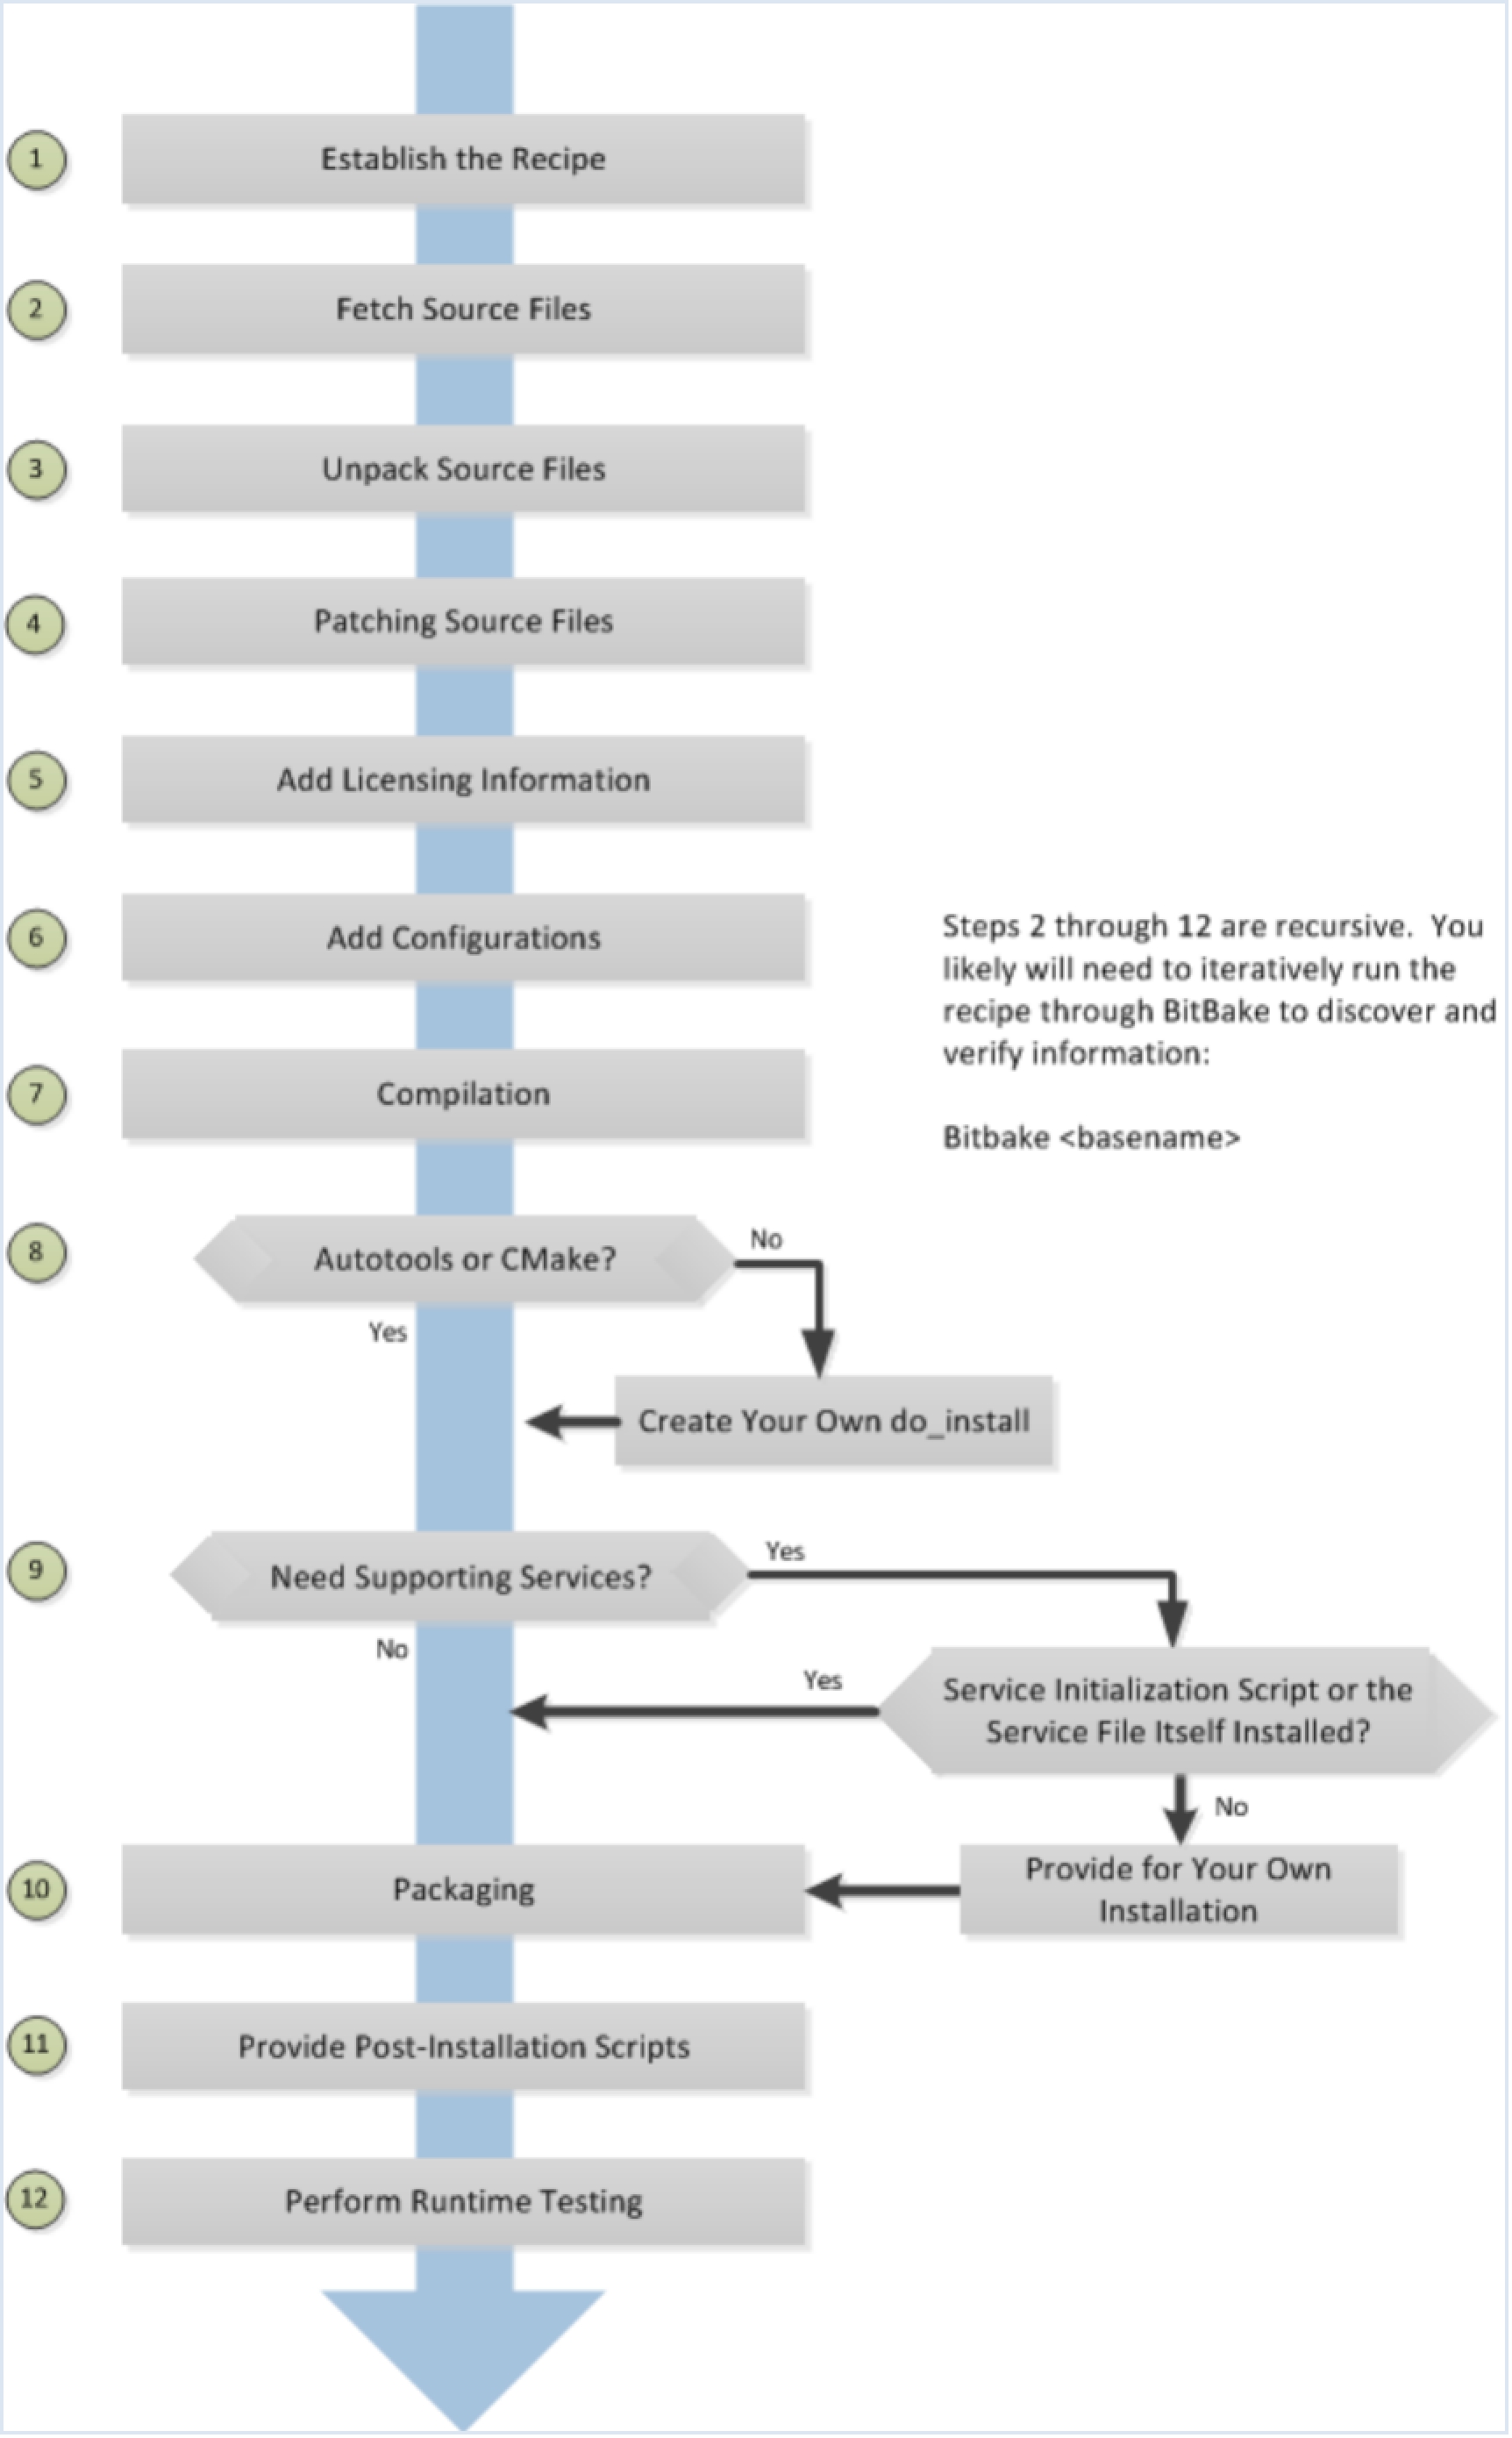 1
Establish the Recipe
2
Fetch Source Files
3
Unpack Source Files
4
Patching Source Files
5
Add Licensing Information
6
Add Configurations
Steps 2 through 12 are recursive. You
likely will need to iteratively run the
recipe through BitBake to discover and
verify information:
Bitbake <basename>
7
Compilation
8
Autotools or CMake?
No
Yes
Create Your Own do_install
9
Need Supporting Services?
Yes
No
Service Initialization Script or the
Service File Itself Installed?
Yes
No
10
Packaging
Provide for Your Own
Installation
11
Provide Post-Installation Scripts
12
Perform Runtime Testing